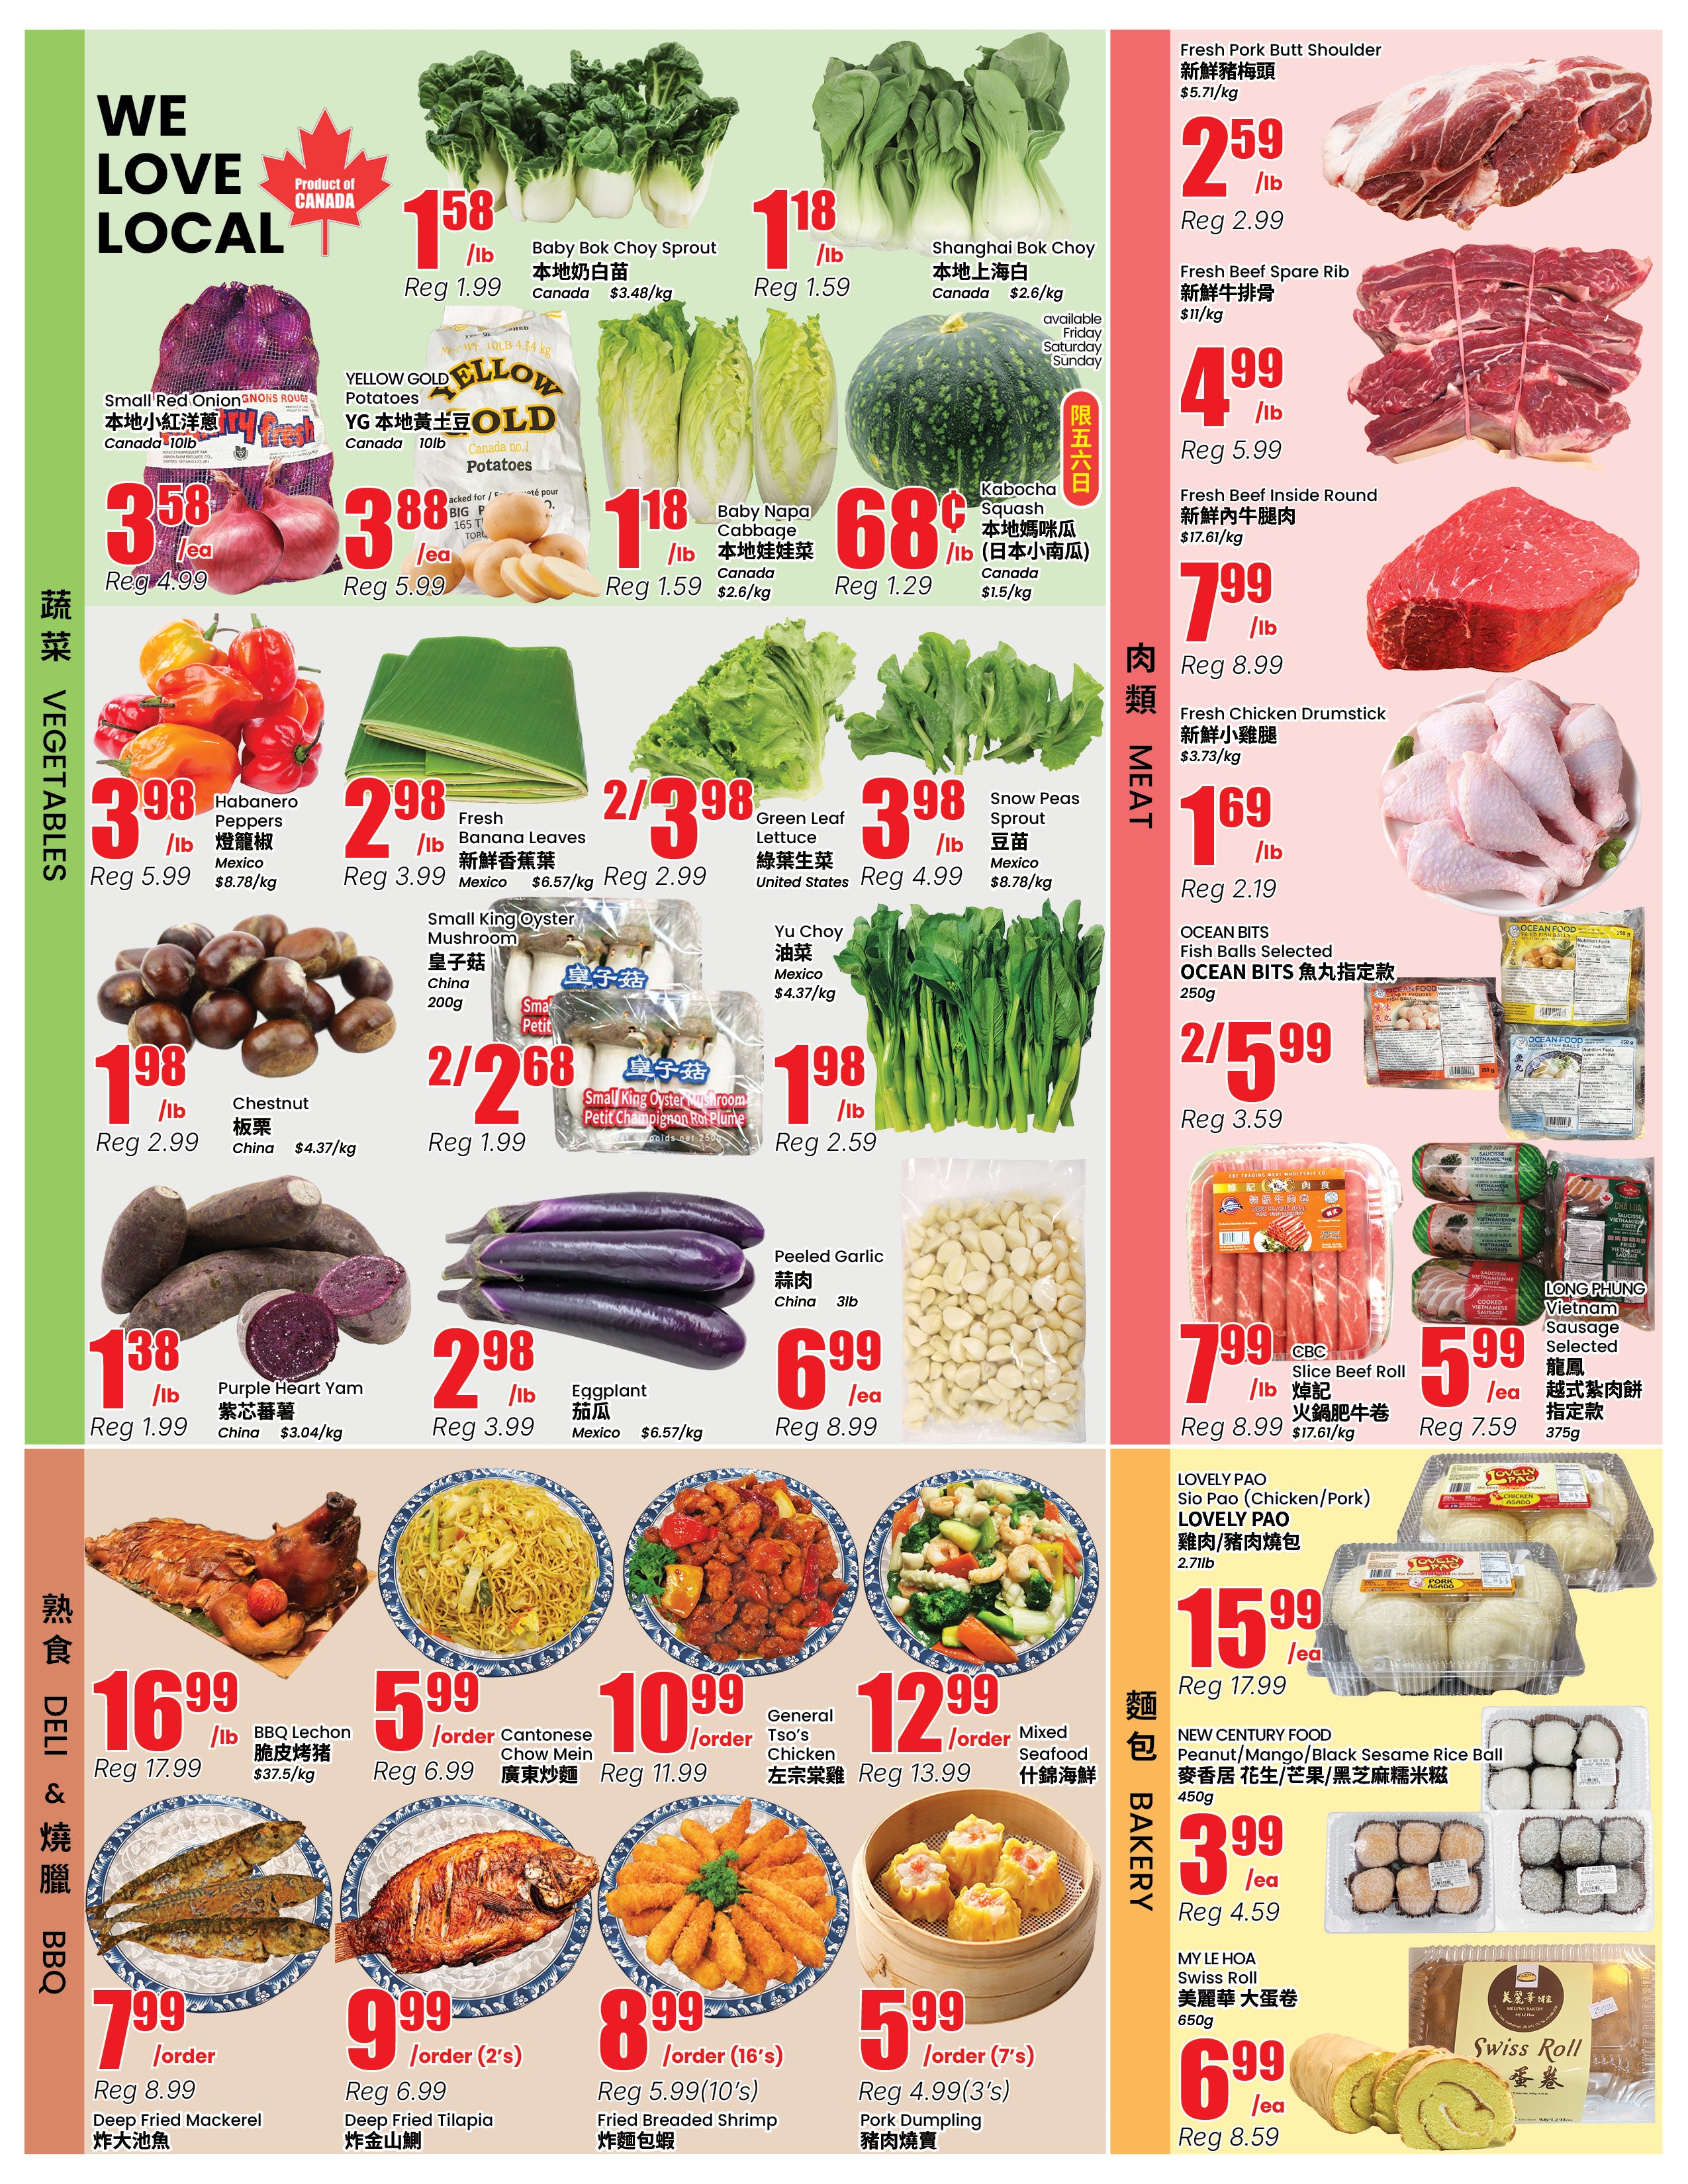 WE
LOVE
LOCAL
Product of
CANADA
蔬菜 VEGETABLES
1 58 /lb
Reg 1.99
Baby Bok Choy Sprout
本地奶白苗
Canada $3.48/kg
1 18 /lb
Reg 1.59
Shanghai Bok Choy
本地上海白
Canada $2.6/kg
Small Red Onion
本地小紅洋蔥
Canada 10lb
3 58 /ea
Reg 4.99
YELLOW GOLD
Potatoes
YG 本地黃土豆
Canada 10lb
3 88 /ea
Reg 5.99
YELLOW
GOLD
Canada no.1
Potatoes
1 18 /lb
Reg 1.59
Baby Napa
Cabbage
本地娃娃菜
Canada
$2.6/kg
available
Friday
Saturday
Sunday
限五六日
68¢ /lb
Reg 1.29
Kabocha
Squash
本地媽咪瓜
(日本小南瓜)
Canada
$1.5/kg
3 98 /lb
Reg 5.99
Habanero
Peppers
燈籠椒
Mexico
$8.78/kg
2 98 /lb
Reg 3.99
Fresh
Banana Leaves
新鮮香蕉葉
Mexico $6.57/kg
2/3 98
Reg 2.99
Green Leaf
Lettuce
綠葉生菜
United States
3 98 /lb
Reg 4.99
Snow Peas
Sprout
豆苗
Mexico
$8.78/kg
1 98 /lb
Reg 2.99
Chestnut
板栗
China $4.37/kg
Small King Oyster
Mushroom
皇子菇
China
200g
2/2 68
Reg 1.99
皇子菇
皇子菇
Small King Oyster Mushroom
Petit Champignon Roi Plume
Yu Choy
油菜
Mexico
$4.37/kg
1 98 /lb
Reg 2.59
1 38 /lb
Reg 1.99
Purple Heart Yam
紫芯蕃薯
China $3.04/kg
2 98 /lb
Reg 3.99
Eggplant
茄瓜
Mexico $6.57/kg
Peeled Garlic
蒜肉
China 3lb
6 99 /ea
Reg 8.99
肉類 MEAT
Fresh Pork Butt Shoulder
新鮮豬梅頭
$5.71/kg
2 59 /lb
Reg 2.99
Fresh Beef Spare Rib
新鮮牛排骨
$11/kg
4 99 /lb
Reg 5.99
Fresh Beef Inside Round
新鮮內牛腿肉
$17.61/kg
7 99 /lb
Reg 8.99
Fresh Chicken Drumstick
新鮮小雞腿
$3.73/kg
1 69 /lb
Reg 2.19
OCEAN BITS
Fish Balls Selected
OCEAN BITS 魚丸指定款
250g
2/5 99
Reg 3.59
7 99 /lb
Reg 8.99
CBC
Slice Beef Roll
焯記
火鍋肥牛卷
$17.61/kg
5 99 /ea
Reg 7.59
LONG PHUNG
Vietnam
Sausage
Selected
龍鳳
越式紮肉餅
指定款
375g
熟食 DELI & 燒臘 BBQ
16 99 /lb
Reg 17.99
BBQ Lechon
脆皮烤猪
$37.5/kg
5 99 /order
Reg 6.99
Cantonese
Chow Mein
廣東炒麵
10 99 /order
Reg 11.99
General
Tso's
Chicken
左宗棠雞
12 99 /order
Reg 13.99
Mixed
Seafood
什錦海鮮
7 99 /order
Reg 8.99
Deep Fried Mackerel
炸大池魚
9 99 /order (2's)
Reg 6.99
Deep Fried Tilapia
炸金山鰂
8 99 /order (16's)
Reg 5.99(10's)
Fried Breaded Shrimp
炸麵包蝦
5 99 /order (7's)
Reg 4.99(3's)
Pork Dumpling
豬肉燒賣
麵包 BAKERY
LOVELY PAO
Sio Pao (Chicken/Pork)
LOVELY PAO
雞肉/豬肉燒包
2.71lb
15 99 /ea
Reg 17.99
LOVELY PAO
CHICKEN ASADO
LOVELY PAO
PORK ASADO
NEW CENTURY FOOD
Peanut/Mango/Black Sesame Rice Ball
麥香居 花生/芒果/黑芝麻糯米糍
450g
3 99 /ea
Reg 4.59
MY LE HOA
Swiss Roll
美麗華 大蛋卷
650g
6 99 /ea
Reg 8.59
Swiss Roll
蛋卷